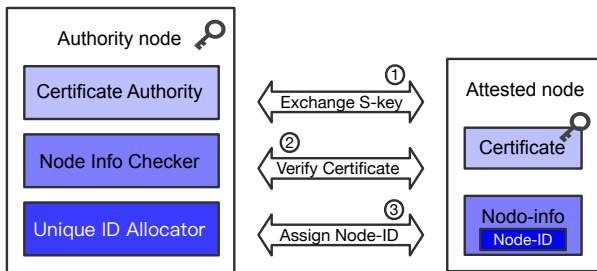 Authority node
Certificate Authority
Node Info Checker
Unique ID Allocator
①
Exchange S-key
②
Verify Certificate
③
Assign Node-ID
Attested node
Certificate
Nodo-info
Node-ID